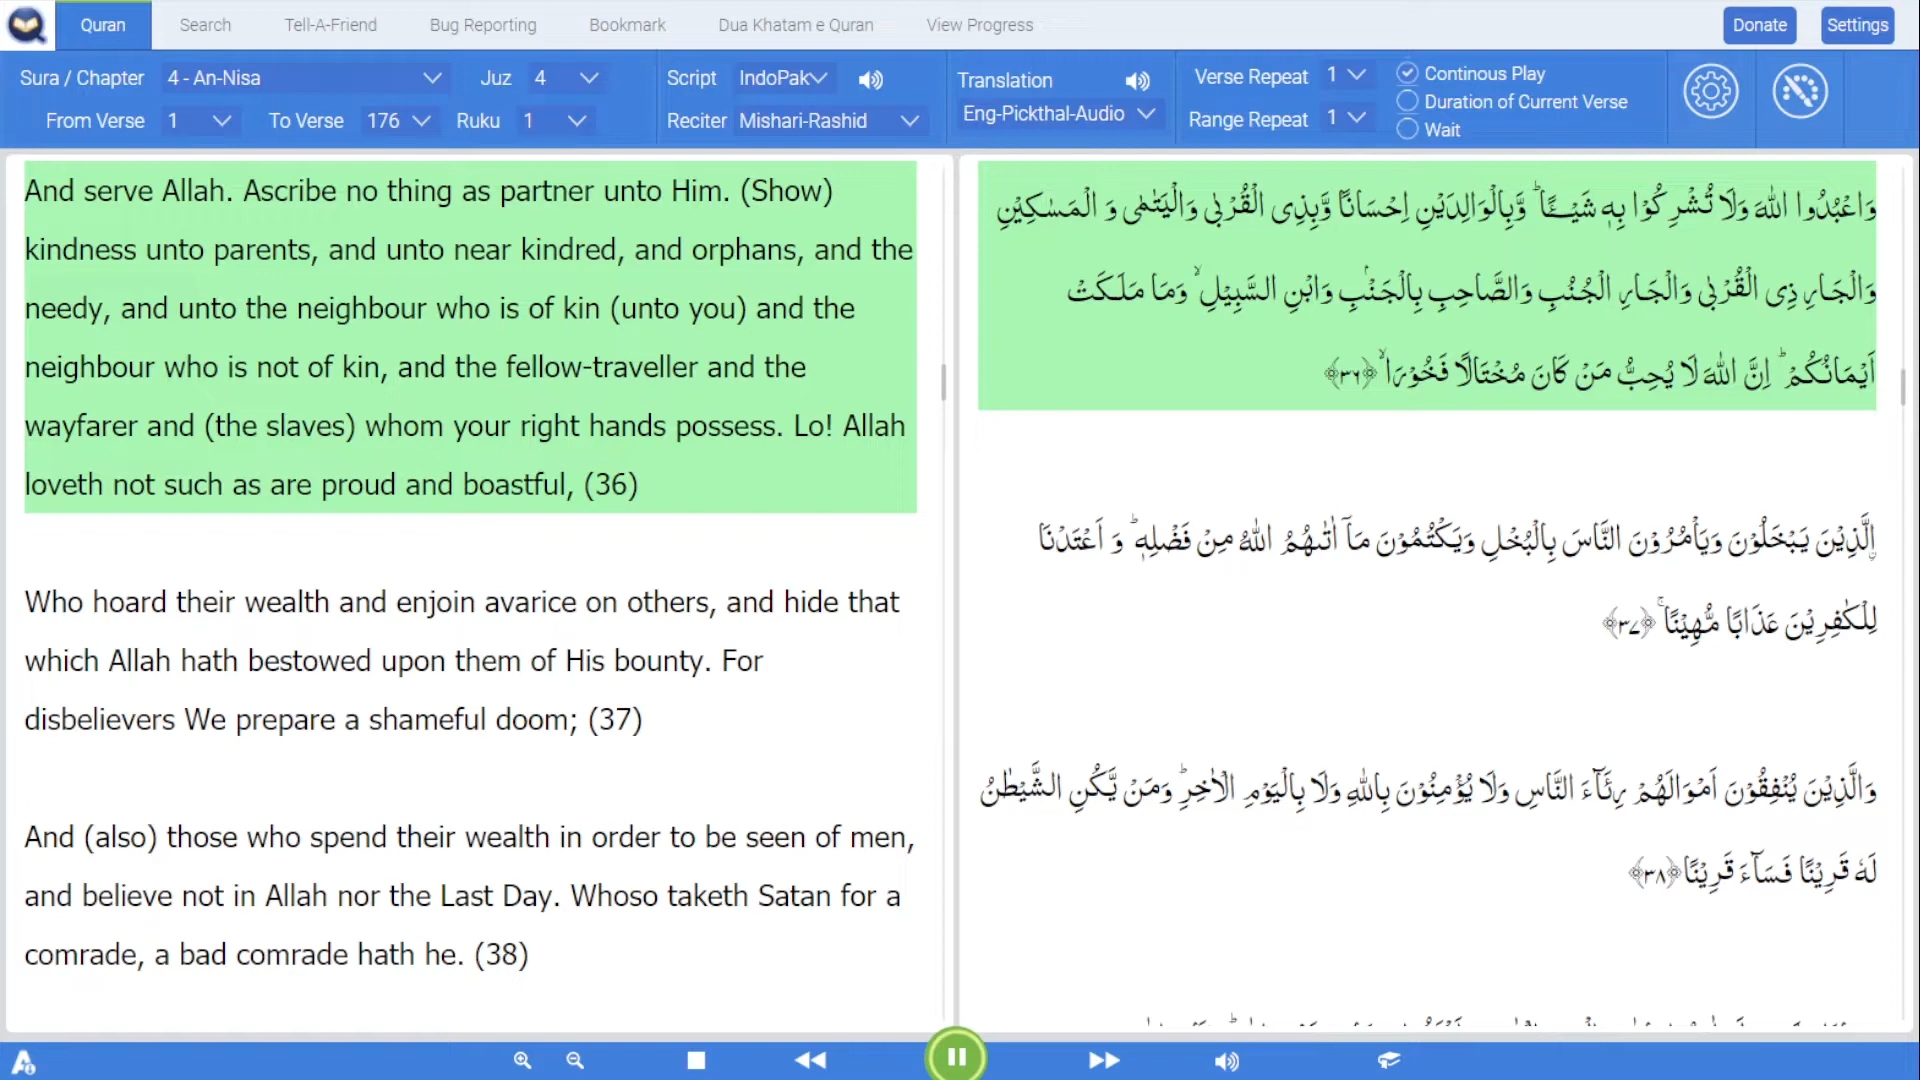 Quran Search Tell-A-Friend Bug Reporting Bookmark Dua Khatam e Quran View Progress Donate Settings
Sura / Chapter 4 - An-Nisa Juz 4
From Verse 1 To Verse 176 Ruku 1
Script IndoPak
Reciter Mishari-Rashid
Translation
Eng-Pickthal-Audio
Verse Repeat 1
Range Repeat 1
Continous Play
Duration of Current Verse
Wait
And serve Allah. Ascribe no thing as partner unto Him. (Show)
kindness unto parents, and unto near kindred, and orphans, and the
needy, and unto the neighbour who is of kin (unto you) and the
neighbour who is not of kin, and the fellow-traveller and the
wayfarer and (the slaves) whom your right hands possess. Lo! Allah
loveth not such as are proud and boastful, (36)
Who hoard their wealth and enjoin avarice on others, and hide that
which Allah hath bestowed upon them of His bounty. For
disbelievers We prepare a shameful doom; (37)
And (also) those who spend their wealth in order to be seen of men,
and believe not in Allah nor the Last Day. Whoso taketh Satan for a
comrade, a bad comrade hath he. (38)
وَاعْبُدُوا اللّٰهَ وَلَا تُشْرِكُوْا بِهٖ شَيْـًٔـا ؕ وَّبِالْوَالِدَيْنِ اِحْسَانًا وَّبِذِى الْقُرْبٰى وَالْيَتٰمٰى وَ الْمَسٰكِيْنِ
وَالْجَـارِ ذِى الْقُرْبٰى وَالْجَـارِ الْجُنُبِ وَالصَّاحِبِ بِالْجَنْۢبِ وَابْنِ السَّبِيْلِ ۙ وَمَا مَلَـكَتْ
اَيْمَانُكُمْ ؕ اِنَّ اللّٰهَ لَا يُحِبُّ مَنْ كَانَ مُخْتَالًا فَخُوْرَا ۙ‏ ﴿۳۶﴾
اۨلَّذِيْنَ يَـبْخَلُوْنَ وَيَاْمُرُوْنَ النَّاسَ بِالْبُخْلِ وَيَكْتُمُوْنَ مَاۤ اٰتٰٮهُمُ اللّٰهُ مِنْ فَضْلِهٖ ؕ وَ اَعْتَدْنَا
لِلْكٰفِرِيْنَ عَذَابًا مُّهِيْنًا ۚ ﴿۳۷﴾
وَالَّذِيْنَ يُنْفِقُوْنَ اَمْوَالَهُمْ رِئَآءَ النَّاسِ وَلَا يُؤْمِنُوْنَ بِاللّٰهِ وَلَا بِالْيَوْمِ الْاٰخِرِؕ وَمَنْ يَّكُنِ الشَّيْطٰنُ
لَهٗ قَرِيْنًا فَسَآءَ قَرِيْنًا ﴿۳۸﴾